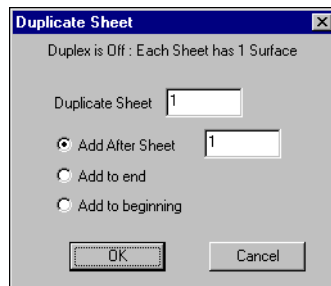 Duplicate Sheet
Duplex is Off : Each Sheet has 1 Surface
Duplicate Sheet 1
Add After Sheet 1
Add to end
Add to beginning
OK Cancel